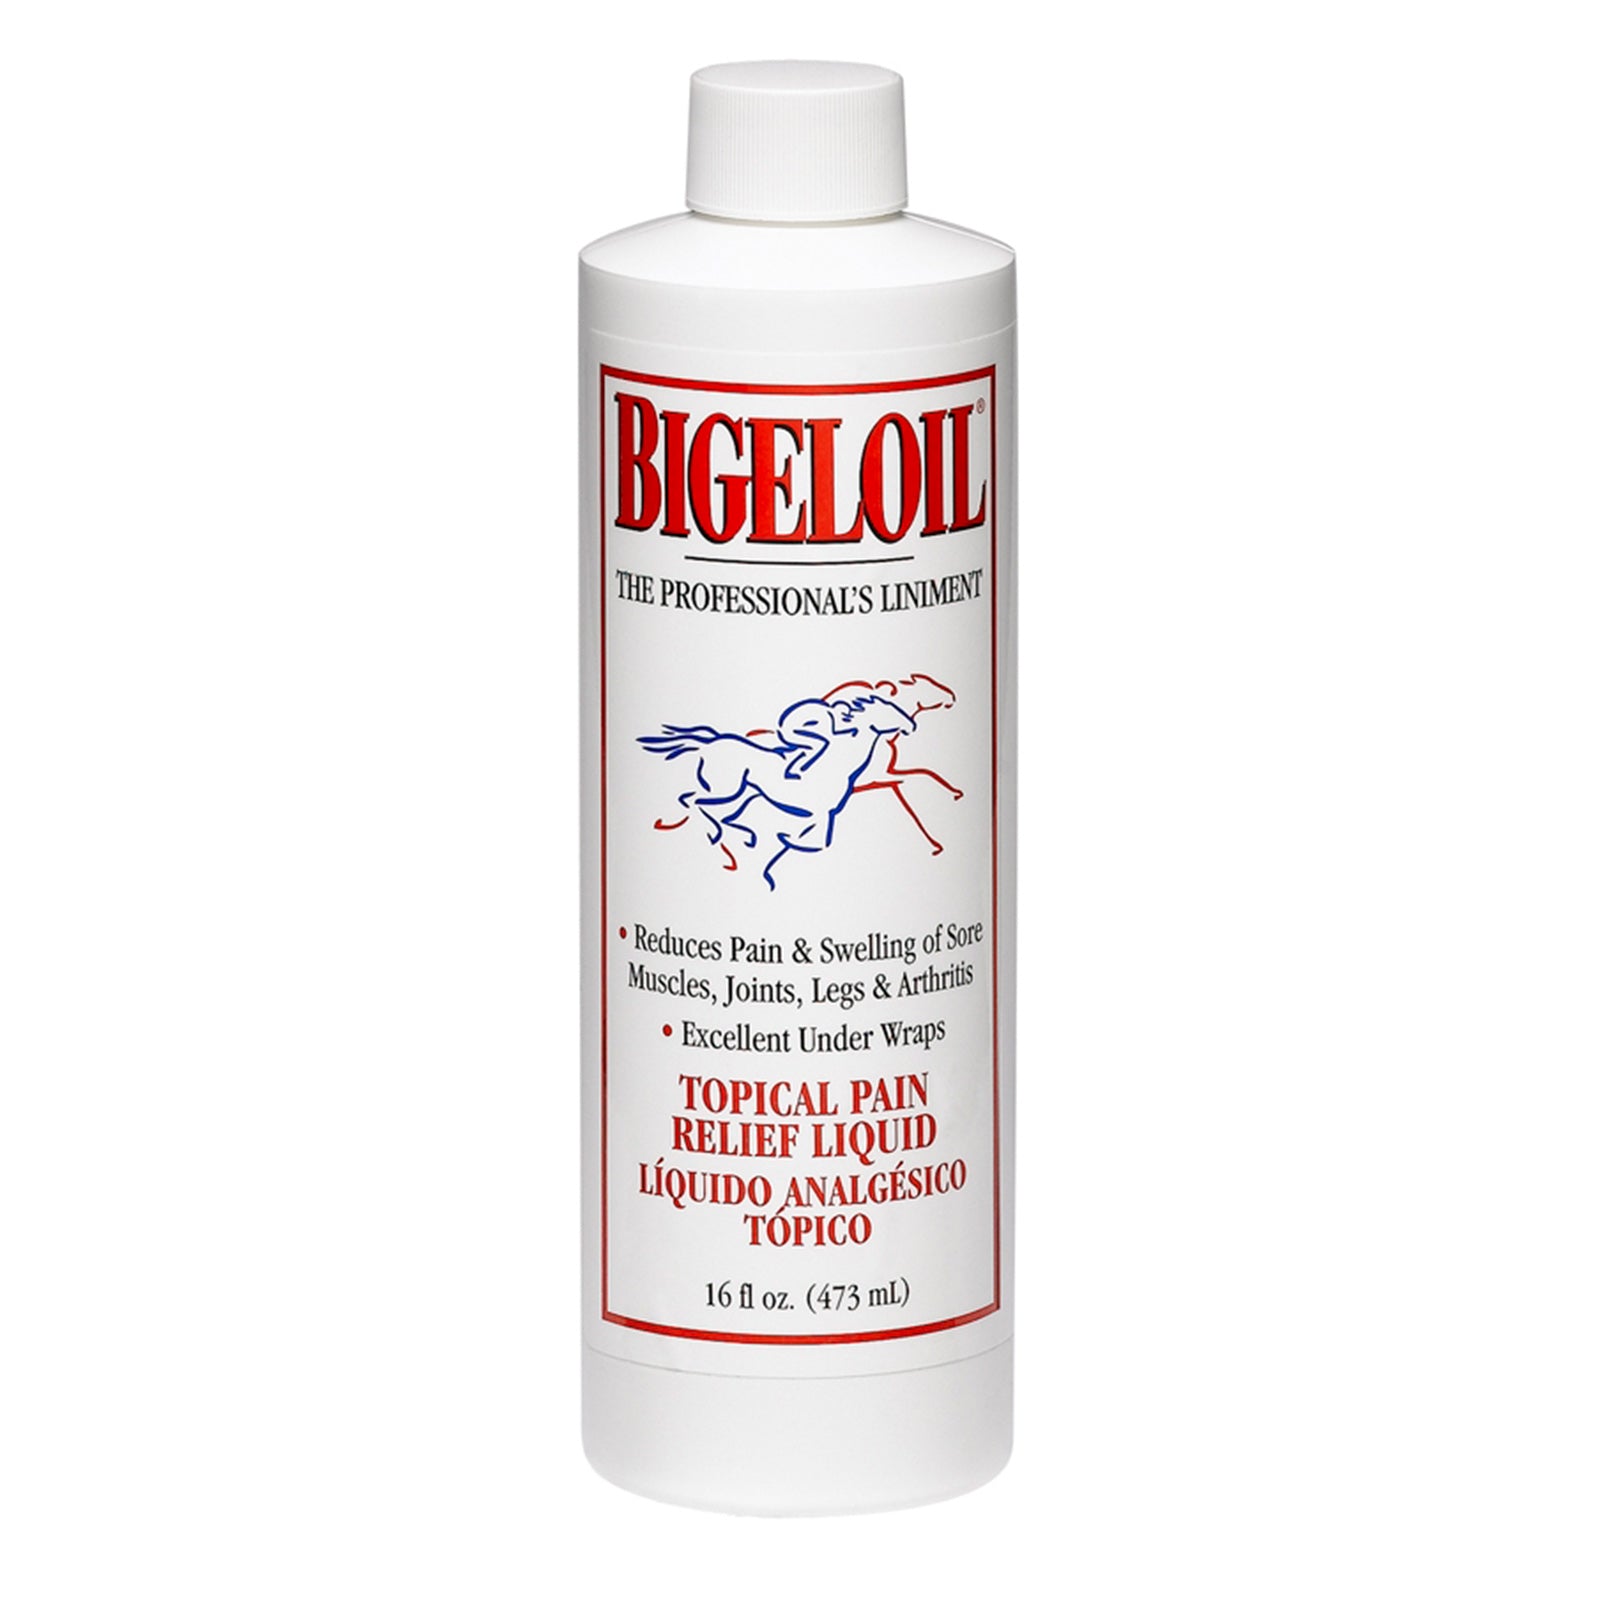 BIGELOIL®
THE PROFESSIONAL'S LINIMENT
• Reduces Pain & Swelling of Sore
Muscles, Joints, Legs & Arthritis
• Excellent Under Wraps
TOPICAL PAIN
RELIEF LIQUID
LÍQUIDO ANALGÉSICO
TÓPICO
16 fl oz. (473 mL)